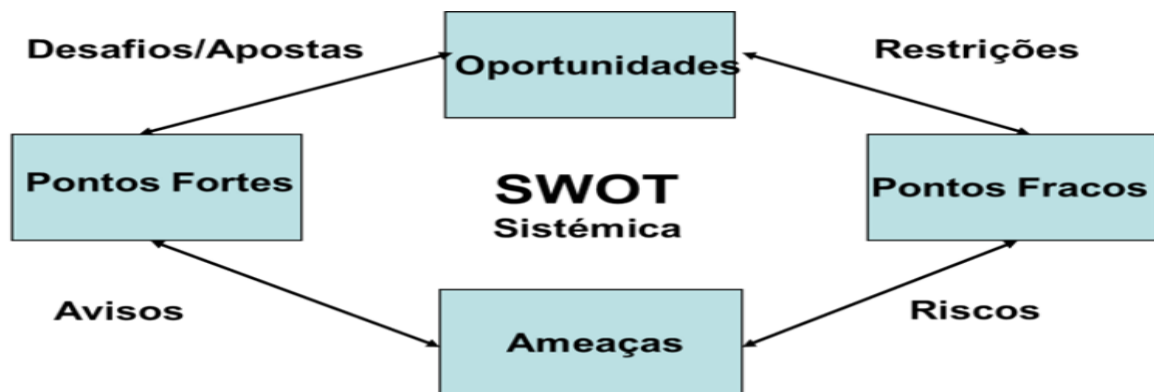 Desafios/Apostas
Oportunidades
Restrições
Pontos Fortes
SWOT
Sistémica
Pontos Fracos
Avisos
Ameaças
Riscos